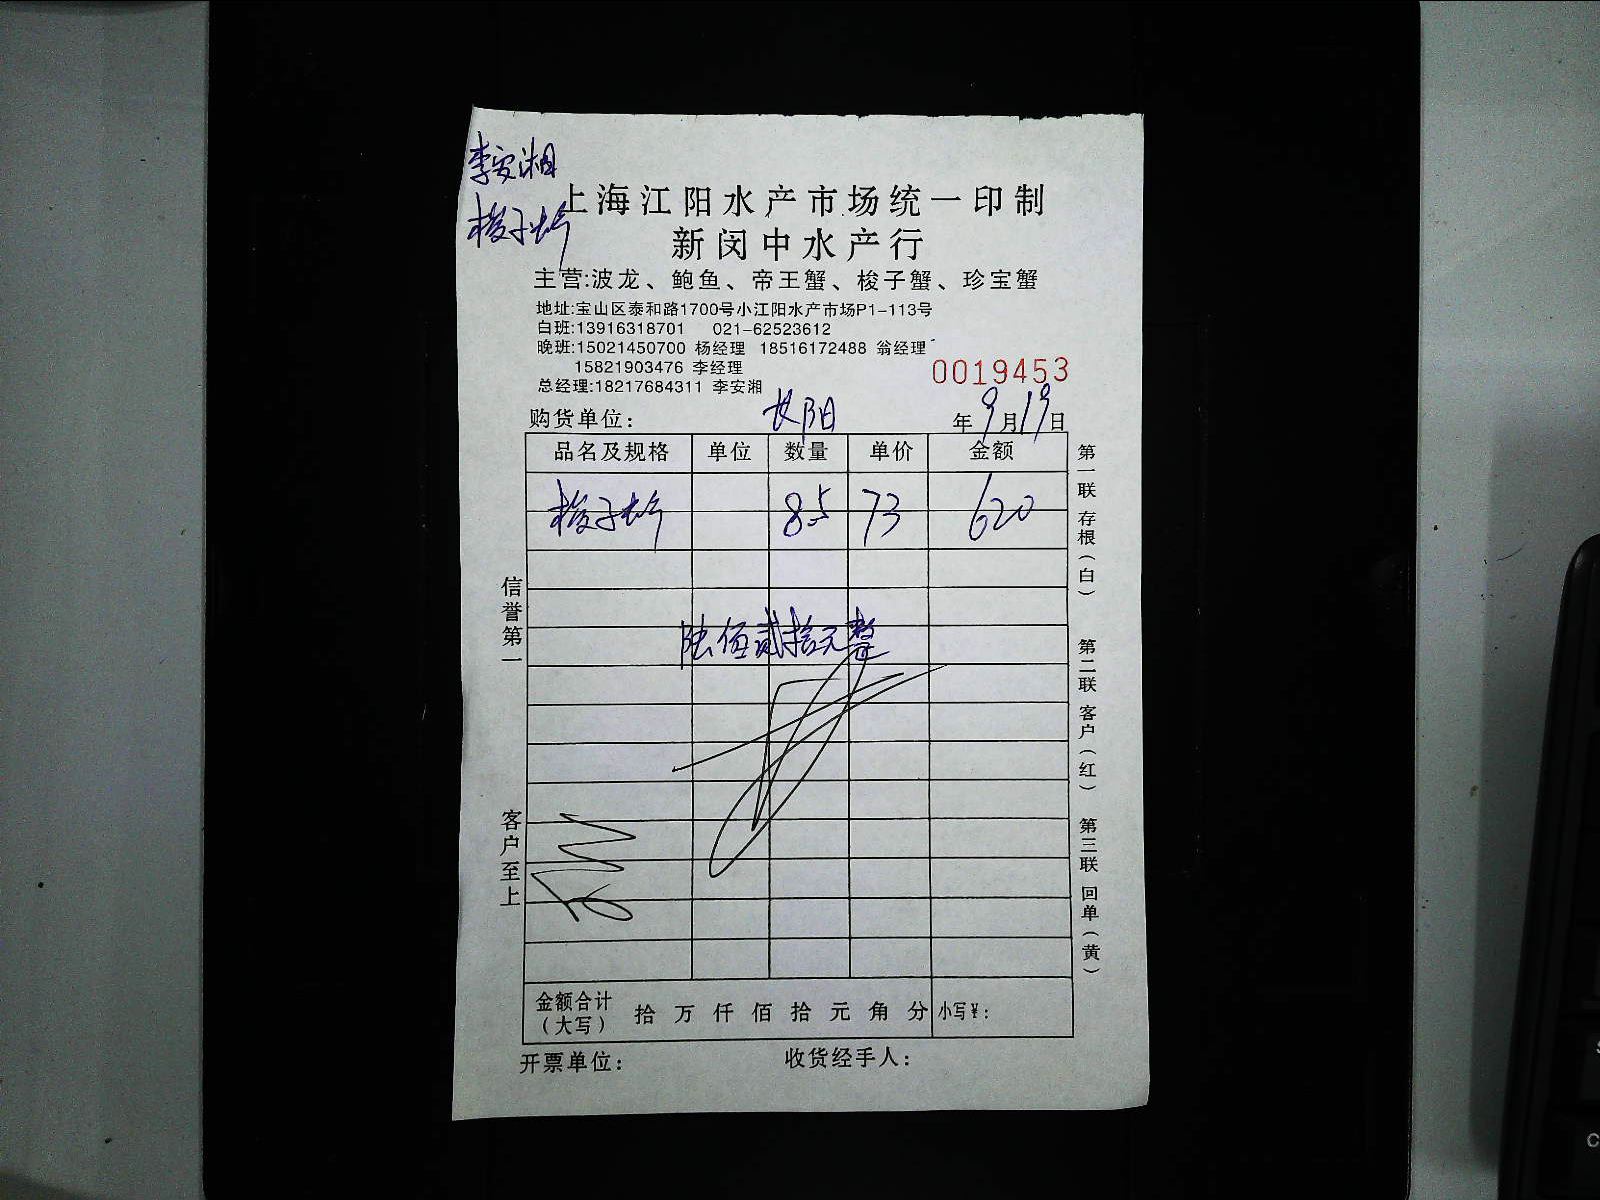 李安湘
梭子蟹
上海江阳水产市场统一印制
新闵中水产行
主营:波龙、鲍鱼、帝王蟹、梭子蟹、珍宝蟹
地址:宝山区泰和路1700号小江阳水产市场P1-113号
白班:13916318701 021-62523612
晚班:15021450700 杨经理 18516172488 翁经理
15821903476 李经理
0019453
总经理:18217684311 李安湘
购货单位: 长阳 年9月19日
品名及规格 单位 数量 单价 金额
梭子蟹 8.5 73 620
陆佰贰拾元整
信誉第一
客户至上
第一联 存根(白)
第二联 客户(红)
第三联 回单(黄)
金额合计(大写) 拾 万 仟 佰 拾 元 角 分 小写¥:
开票单位: 收货经手人: